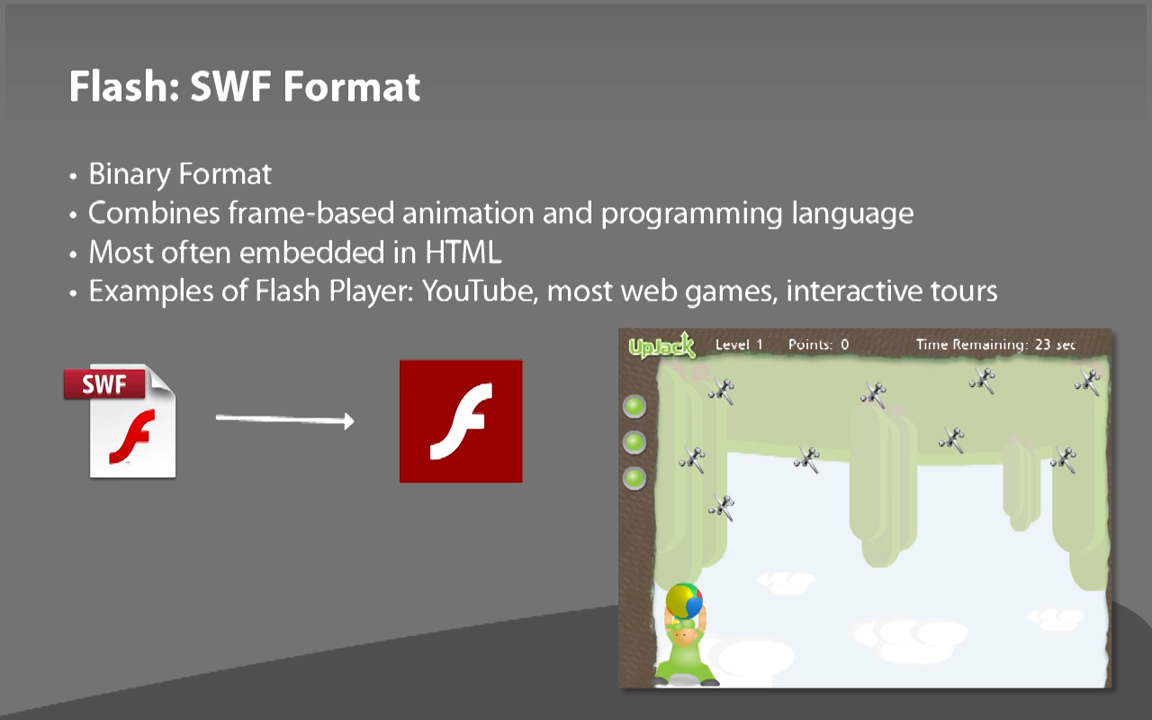 Flash: SWF Format
• Binary Format
• Combines frame-based animation and programming language
• Most often embedded in HTML
• Examples of Flash Player: YouTube, most web games, interactive tours
UpJack Level 1 Points: 0 Time Remaining: 23 sec
SWF